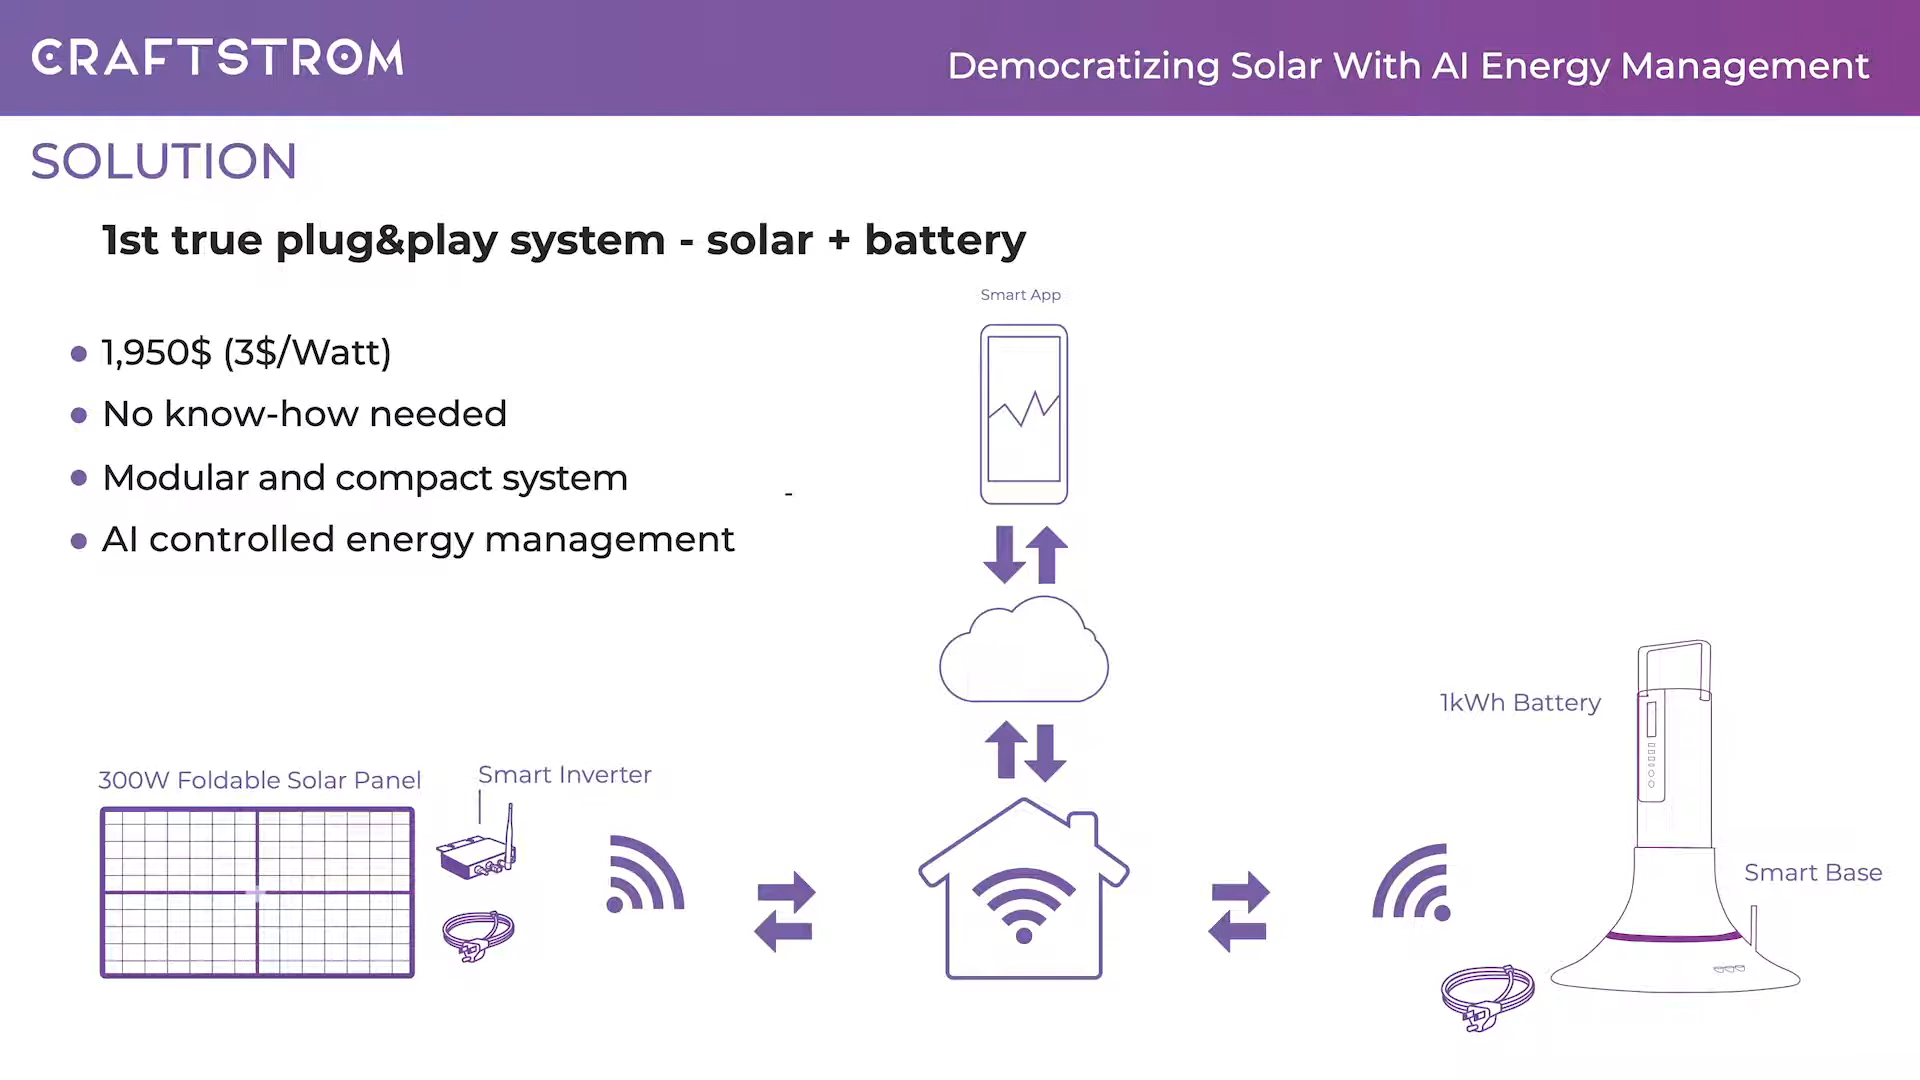 CRAFTSTROM
Democratizing Solar With AI Energy Management
SOLUTION
1st true plug&play system - solar + battery
Smart App
1,950$ (3$/Watt)
No know-how needed
Modular and compact system
-
AI controlled energy management
1kWh Battery
300W Foldable Solar Panel
Smart Inverter
Smart Base